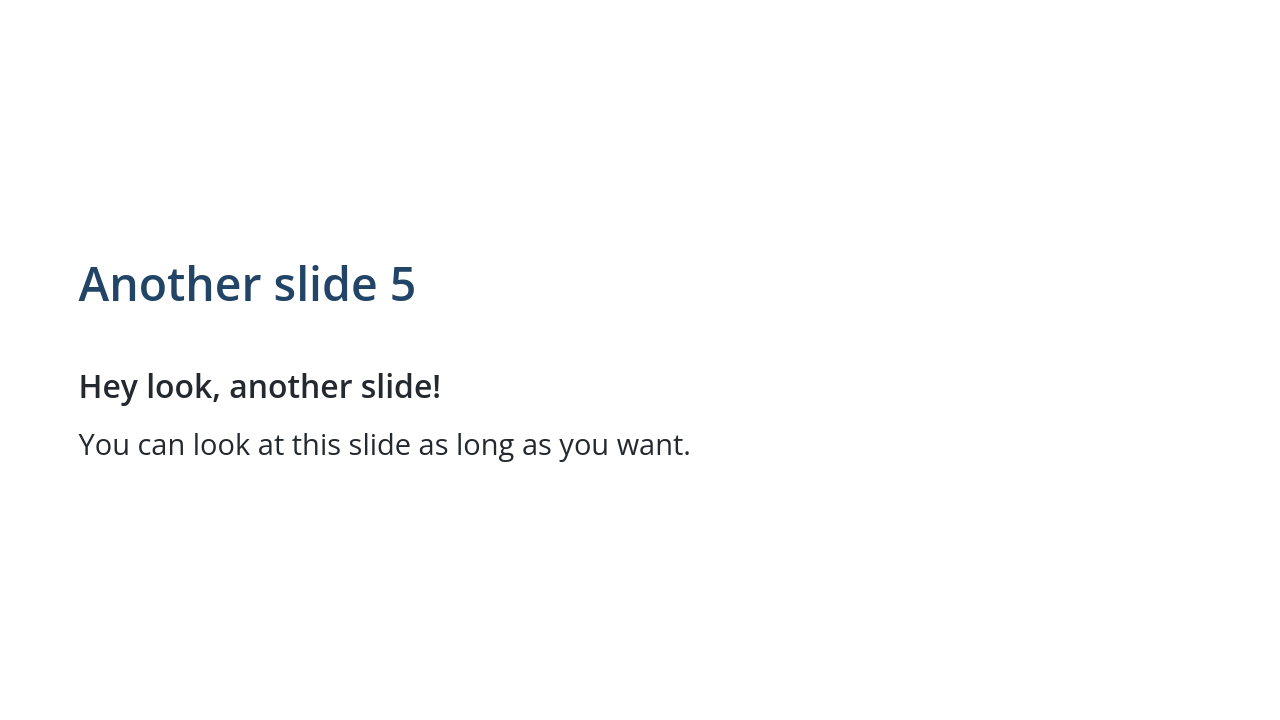 Another slide 5
Hey look, another slide!
You can look at this slide as long as you want.